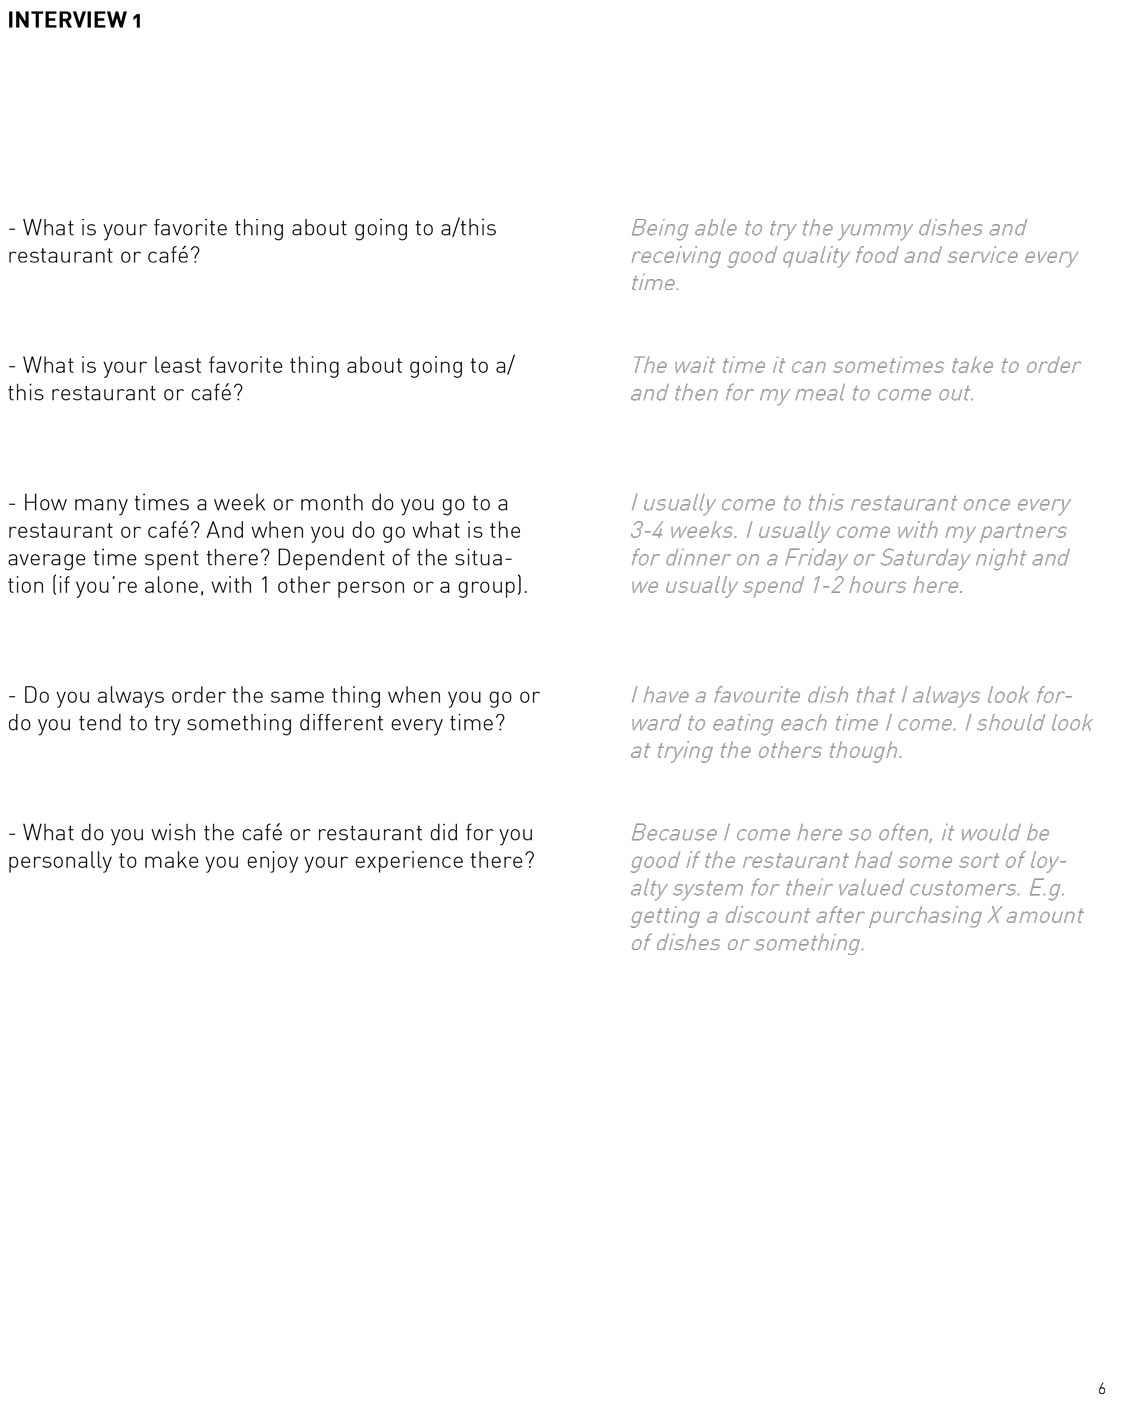 INTERVIEW 1
- What is your favorite thing about going to a/this
restaurant or café?
Being able to try the yummy dishes and
receiving good quality food and service every
time.
- What is your least favorite thing about going to a/
this restaurant or café?
The wait time it can sometimes take to order
and then for my meal to come out.
- How many times a week or month do you go to a
restaurant or café? And when you do go what is the
average time spent there? Dependent of the situa-
tion (if you're alone, with 1 other person or a group).
I usually come to this restaurant once every
3-4 weeks. I usually come with my partners
for dinner on a Friday or Saturday night and
we usually spend 1-2 hours here.
- Do you always order the same thing when you go or
do you tend to try something different every time?
I have a favourite dish that I always look for-
ward to eating each time I come. I should look
at trying the others though.
- What do you wish the café or restaurant did for you
personally to make you enjoy your experience there?
Because I come here so often, it would be
good if the restaurant had some sort of loy-
alty system for their valued customers. E.g.
getting a discount after purchasing X amount
of dishes or something.
6